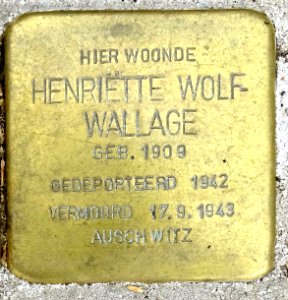 HIER WOONDE
HENRIËTTE WOLF-
WALLAGE
GEB. 1909
GEDEPORTEERD 1942
VERMOORD 17.9.1943
AUSCHWITZ